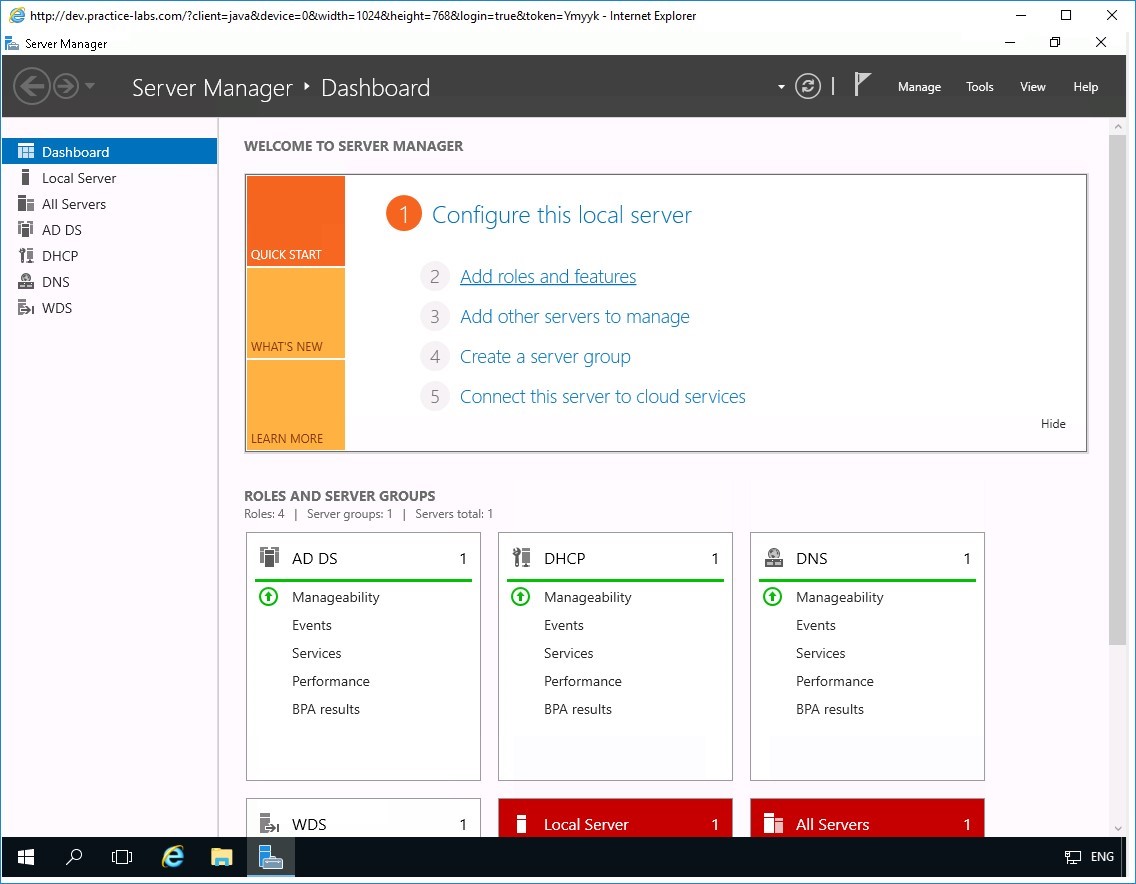 http://dev.practice-labs.com/?client=java&device=0&width=1024&height=768&login=true&token=Ymyyk - Internet Explorer
Server Manager
Server Manager ‣ Dashboard
Manage Tools View Help
Dashboard
Local Server
All Servers
AD DS
DHCP
DNS
WDS
WELCOME TO SERVER MANAGER
QUICK START
WHAT'S NEW
LEARN MORE
1 Configure this local server
2 Add roles and features
3 Add other servers to manage
4 Create a server group
5 Connect this server to cloud services
Hide
ROLES AND SERVER GROUPS
Roles: 4 | Server groups: 1 | Servers total: 1
AD DS 1
Manageability
Events
Services
Performance
BPA results
DHCP 1
Manageability
Events
Services
Performance
BPA results
DNS 1
Manageability
Events
Services
Performance
BPA results
WDS 1
Local Server 1
All Servers 1
ENG